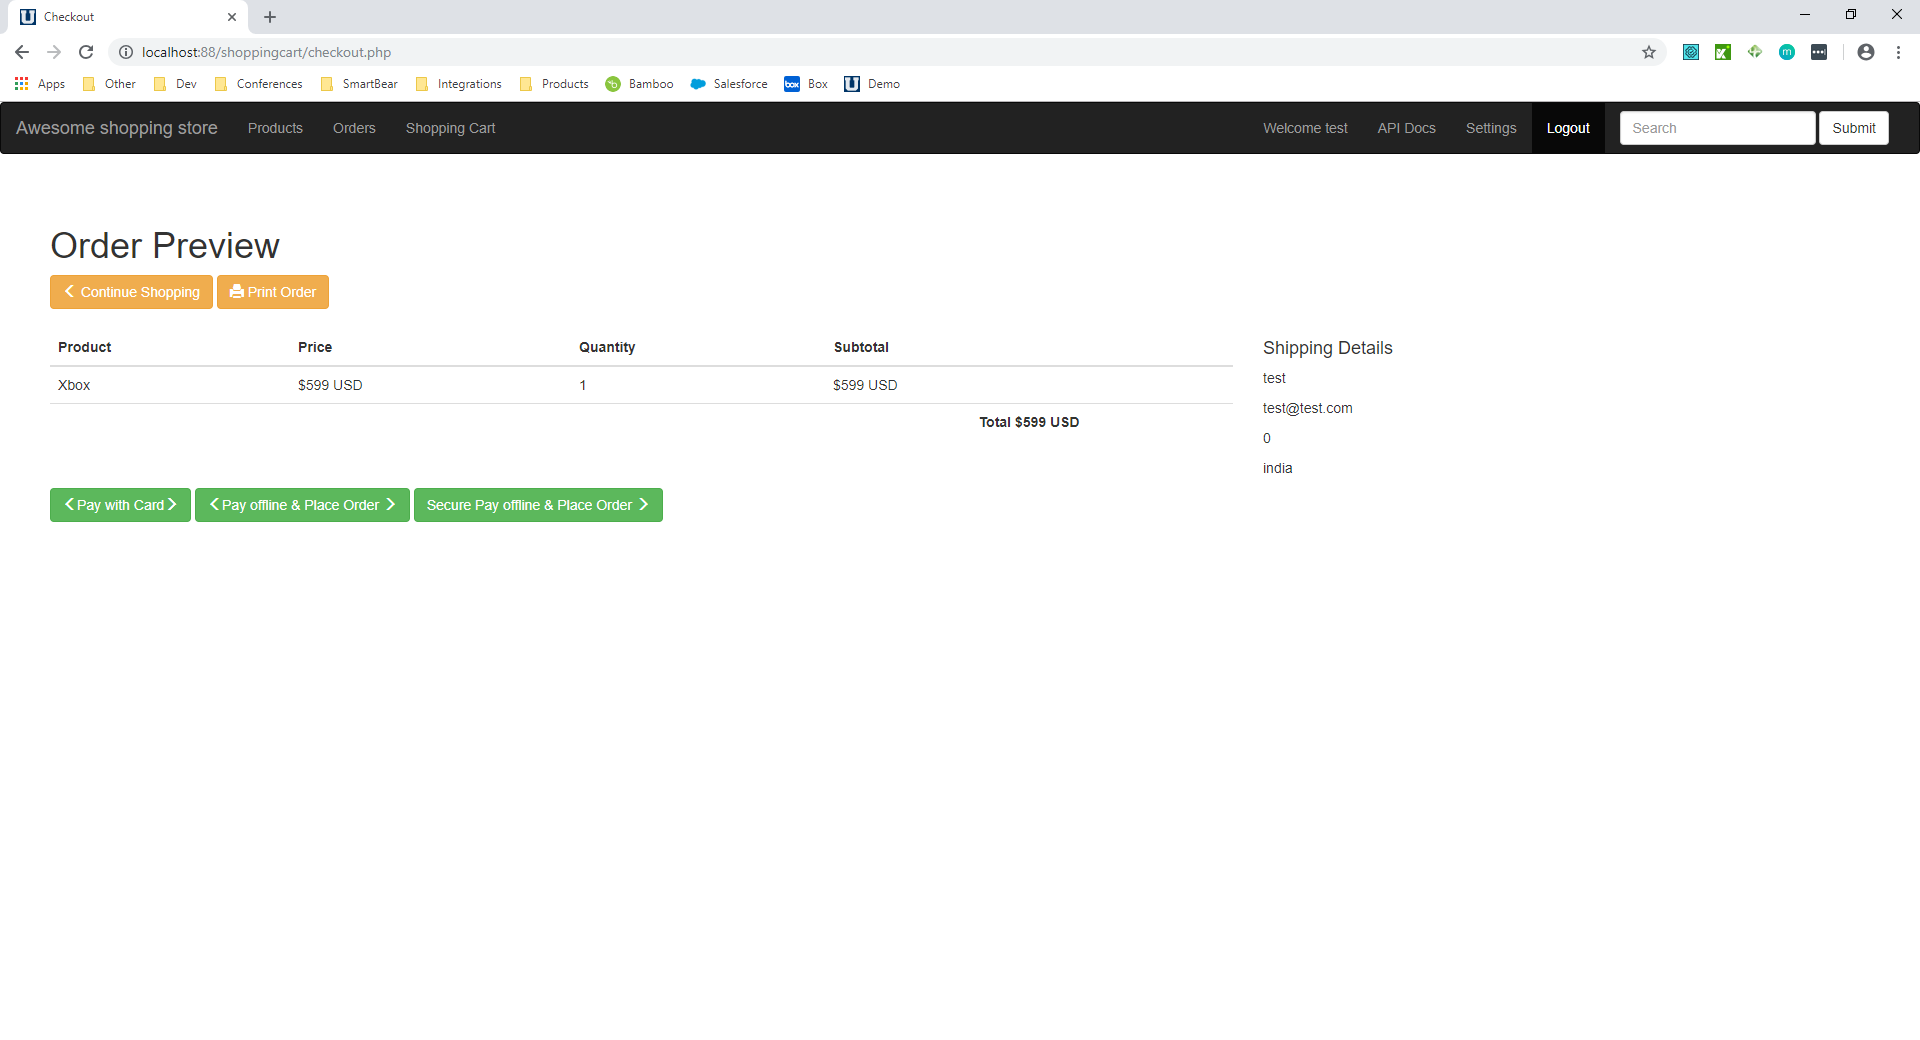 Checkout
localhost:88/shoppingcart/checkout.php
Apps Other Dev Conferences SmartBear Integrations Products Bamboo Salesforce box Box Demo
Awesome shopping store Products Orders Shopping Cart Welcome test API Docs Settings Logout Search Submit
Order Preview
Continue Shopping Print Order
Product Price Quantity Subtotal
Xbox $599 USD 1 $599 USD
Total $599 USD
Shipping Details
test
test@test.com
0
india
Pay with Card Pay offline & Place Order Secure Pay offline & Place Order